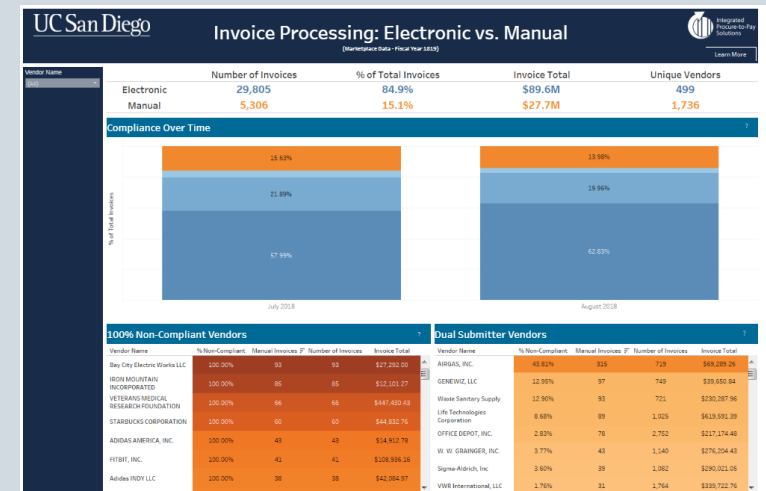 UC San Diego
Invoice Processing: Electronic vs. Manual
(Marketplace Data - Fiscal Year 1819)
Integrated
Procure-to-Pay
Solutions
Learn More
Vendor Name
(All)
Number of Invoices % of Total Invoices Invoice Total Unique Vendors
Electronic 29,805 84.9% $89.6M 499
Manual 5,306 15.1% $27.7M 1,736
Compliance Over Time ?
% of Total Invoices
15.63% 13.98%
21.89% 19.96%
57.99% 62.83%
July 2018 August 2018
100% Non-Compliant Vendors ?
Vendor Name % Non-Compliant Manual Invoices Number of Invoices Invoice Total
Bay City Electric Works LLC 100.00% 93 93 $27,292.00
IRON MOUNTAIN
INCORPORATED 100.00% 85 85 $12,101.27
VETERANS MEDICAL
RESEARCH FOUNDATION 100.00% 66 66 $447,430.43
STARBUCKS CORPORATION 100.00% 60 60 $44,832.76
ADIDAS AMERICA, INC. 100.00% 43 43 $14,912.78
FITBIT, INC. 100.00% 41 41 $108,936.16
Adidas INDY LLC 100.00% 38 38 $42,084.97
Dual Submitter Vendors ?
Vendor Name % Non-Compliant Manual Invoices Number of Invoices Invoice Total
AIRGAS, INC. 43.81% 315 719 $69,289.26
GENEWIZ, LLC 12.95% 97 749 $39,650.84
Waxie Sanitary Supply 12.90% 93 721 $230,287.96
Life Technologies
Corporation 8.68% 89 1,025 $619,591.39
OFFICE DEPOT, INC. 2.83% 78 2,752 $217,174.48
W. W. GRAINGER, INC. 3.77% 43 1,140 $276,204.43
Sigma-Aldrich, Inc 3.60% 39 1,082 $290,021.05
VWR International, LLC 1.76% 31 1,764 $339,722.76